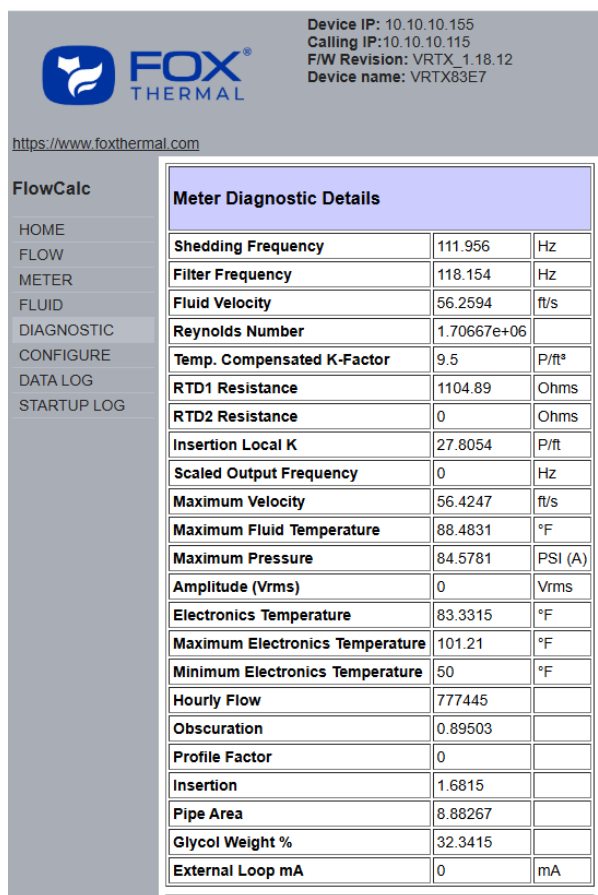 FOX®
THERMAL
Device IP: 10.10.10.155
Calling IP:10.10.10.115
F/W Revision: VRTX_1.18.12
Device name: VRTX83E7
https://www.foxthermal.com
FlowCalc
HOME
FLOW
METER
FLUID
DIAGNOSTIC
CONFIGURE
DATA LOG
STARTUP LOG
Meter Diagnostic Details
Shedding Frequency 111.956 Hz
Filter Frequency 118.154 Hz
Fluid Velocity 56.2594 ft/s
Reynolds Number 1.70667e+06
Temp. Compensated K-Factor 9.5 P/ft³
RTD1 Resistance 1104.89 Ohms
RTD2 Resistance 0 Ohms
Insertion Local K 27.8054 P/ft
Scaled Output Frequency 0 Hz
Maximum Velocity 56.4247 ft/s
Maximum Fluid Temperature 88.4831 °F
Maximum Pressure 84.5781 PSI (A)
Amplitude (Vrms) 0 Vrms
Electronics Temperature 83.3315 °F
Maximum Electronics Temperature 101.21 °F
Minimum Electronics Temperature 50 °F
Hourly Flow 777445
Obscuration 0.89503
Profile Factor 0
Insertion 1.6815
Pipe Area 8.88267
Glycol Weight % 32.3415
External Loop mA 0 mA